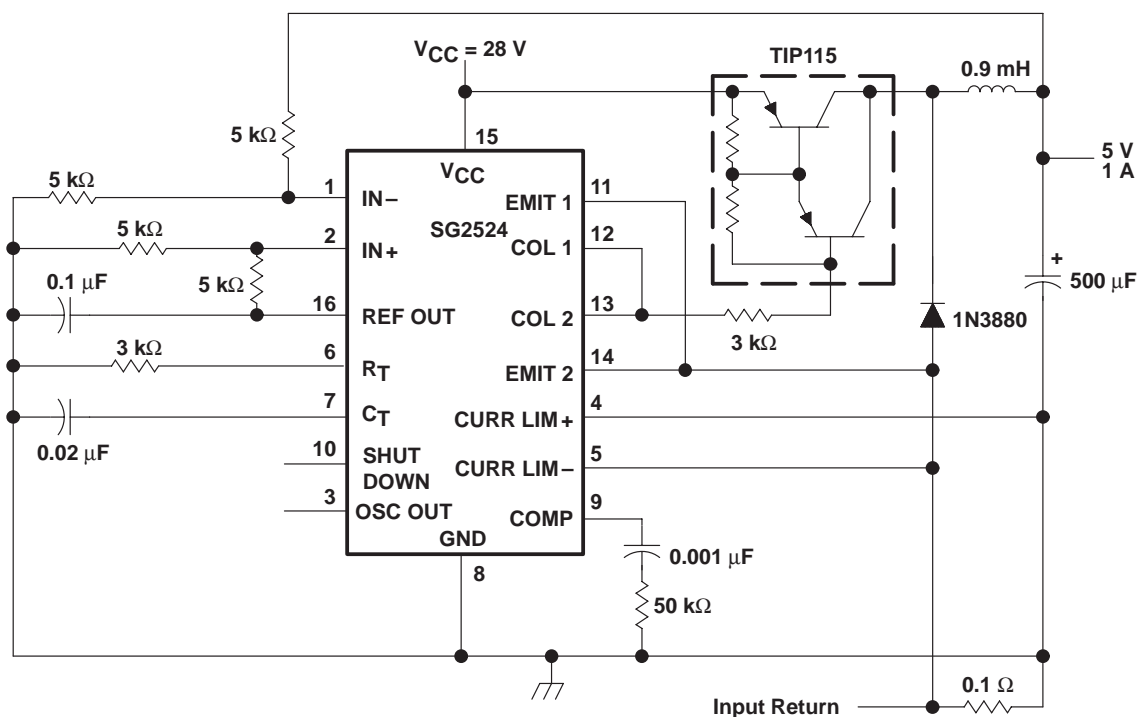 VCC = 28 V
TIP115
0.9 mH
5 kΩ
15
5 V
1 A
5 kΩ
1
IN−
VCC
EMIT 1
11
SG2524
5 kΩ
2
IN+
COL 1
12
0.1 μF
5 kΩ
16
REF OUT
COL 2
13
3 kΩ
+
500 μF
1N3880
3 kΩ
6
RT
EMIT 2
14
0.02 μF
7
CT
CURR LIM+
4
10
SHUT
DOWN
CURR LIM−
5
3
OSC OUT
COMP
9
GND
8
0.001 μF
50 kΩ
0.1 Ω
Input Return